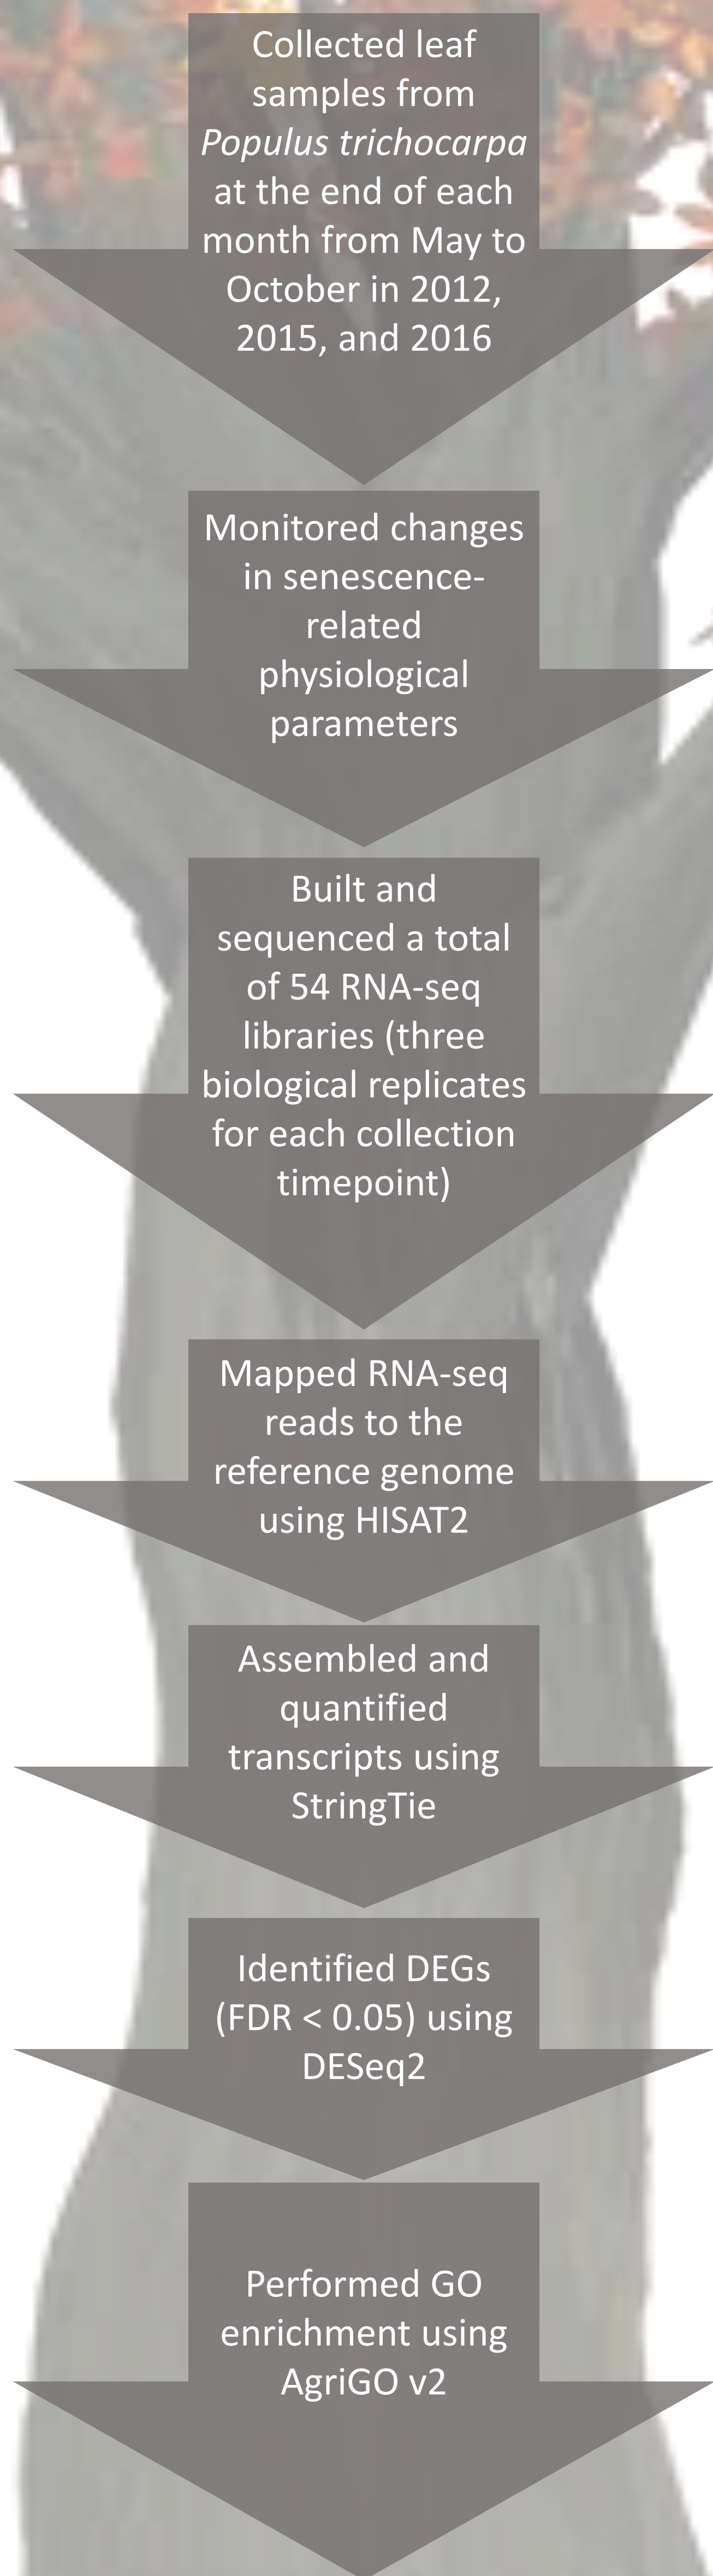 Collected leaf
samples from
Populus trichocarpa
at the end of each
month from May to
October in 2012,
2015, and 2016
Monitored changes
in senescence-
related
physiological
parameters
Built and
sequenced a total
of 54 RNA-seq
libraries (three
biological replicates
for each collection
timepoint)
Mapped RNA-seq
reads to the
reference genome
using HISAT2
Assembled and
quantified
transcripts using
StringTie
Identified DEGs
(FDR < 0.05) using
DESeq2
Performed GO
enrichment using
AgriGO v2